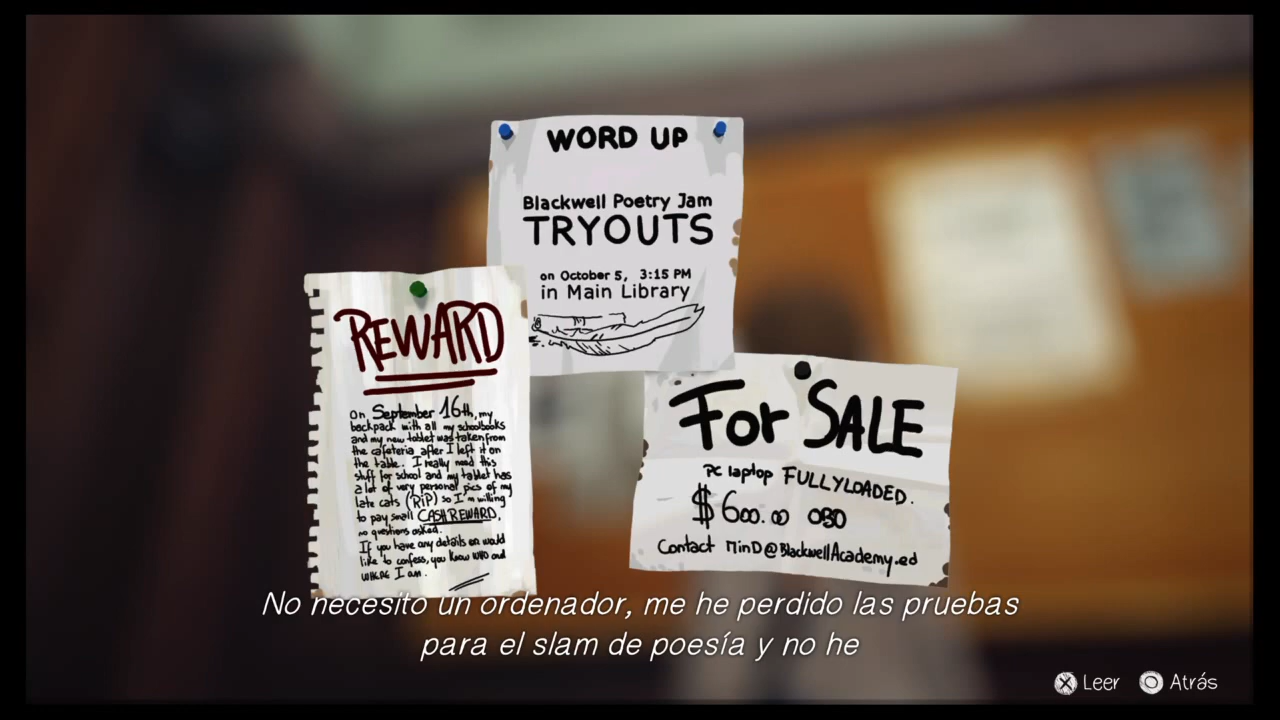 WORD UP
Blackwell Poetry Jam
TRYOUTS
on October 5, 3:15 PM
in Main Library
REWARD
on September 16th, my
backpack with all my schoolbooks
and my new tablet was taken from
the cafeteria after I left it on
the table.. I really need this
stuff for school and my tablet has
a lot of very personal pics of my
late cats (RiP) so I'm willing
to pay small CASH REWARD,
no questions asked.
If you have any details or would
like to confess, you know WHO and
WHERE I am.
For SALE
PC laptop FULLYLOADED.
$600.00 OBO
Contact MinD@BlackwellAcademy.ed
No necesito un ordenador, me he perdido las pruebas
para el slam de poesía y no he
Leer Atrás